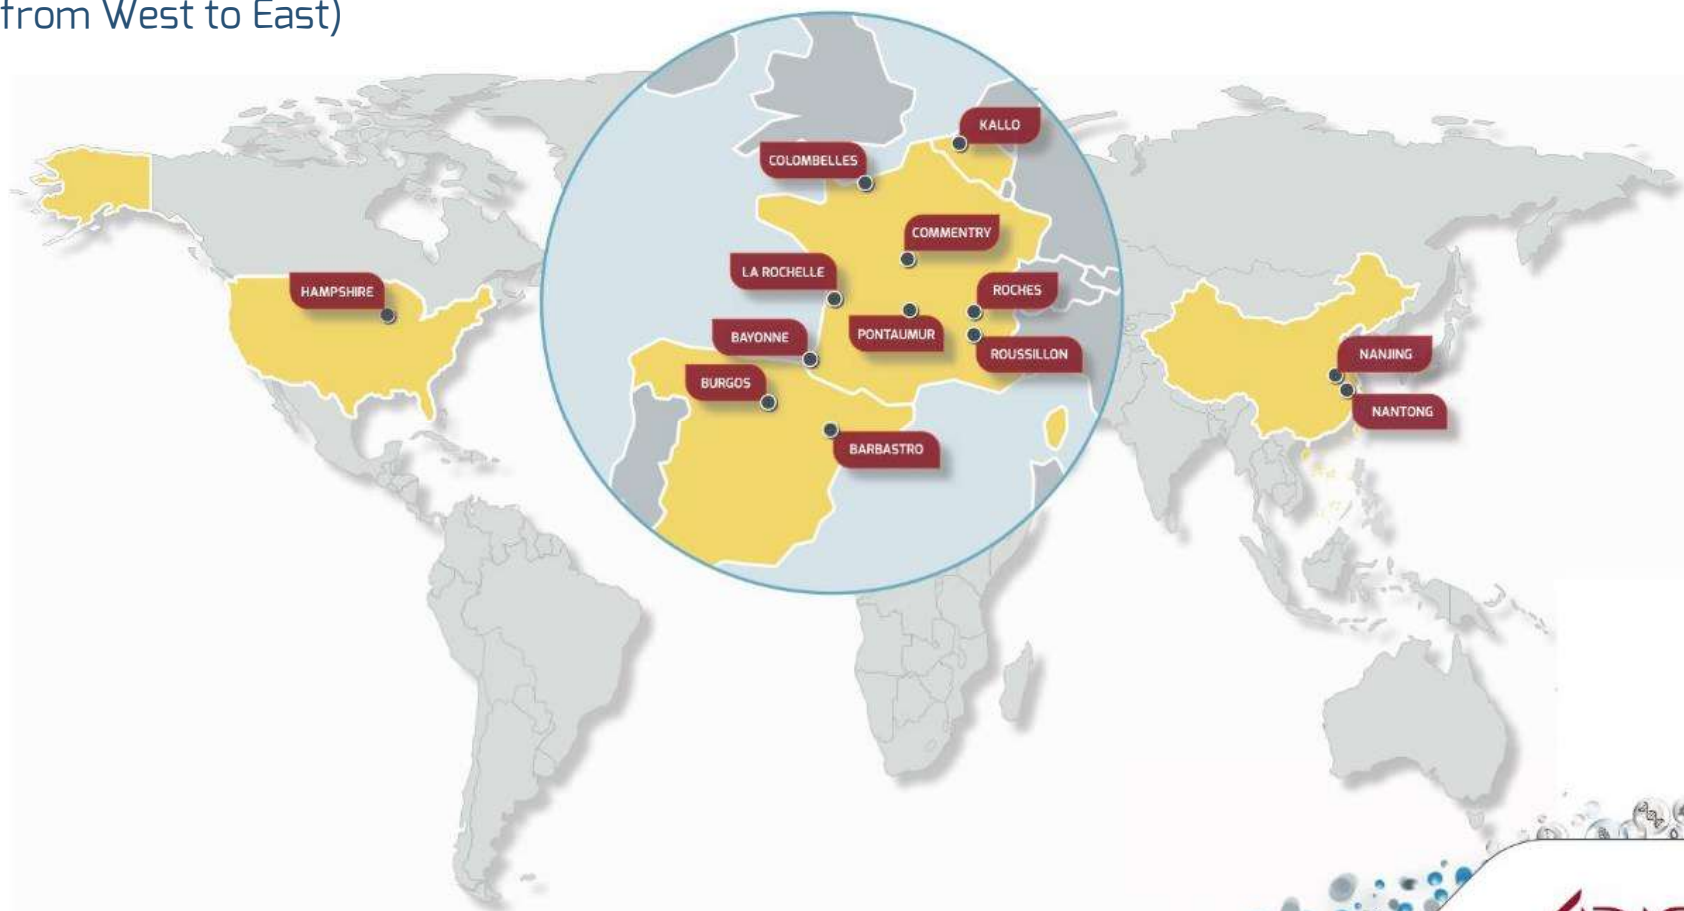 from West to East)
KALLO
COLOMBELLES
COMMENTRY
LA ROCHELLE
ROCHES
HAMPSHIRE
BAYONNE
PONTAUMUR
ROUSSILLON
NANJING
BURGOS
NANTONG
BARBASTRO